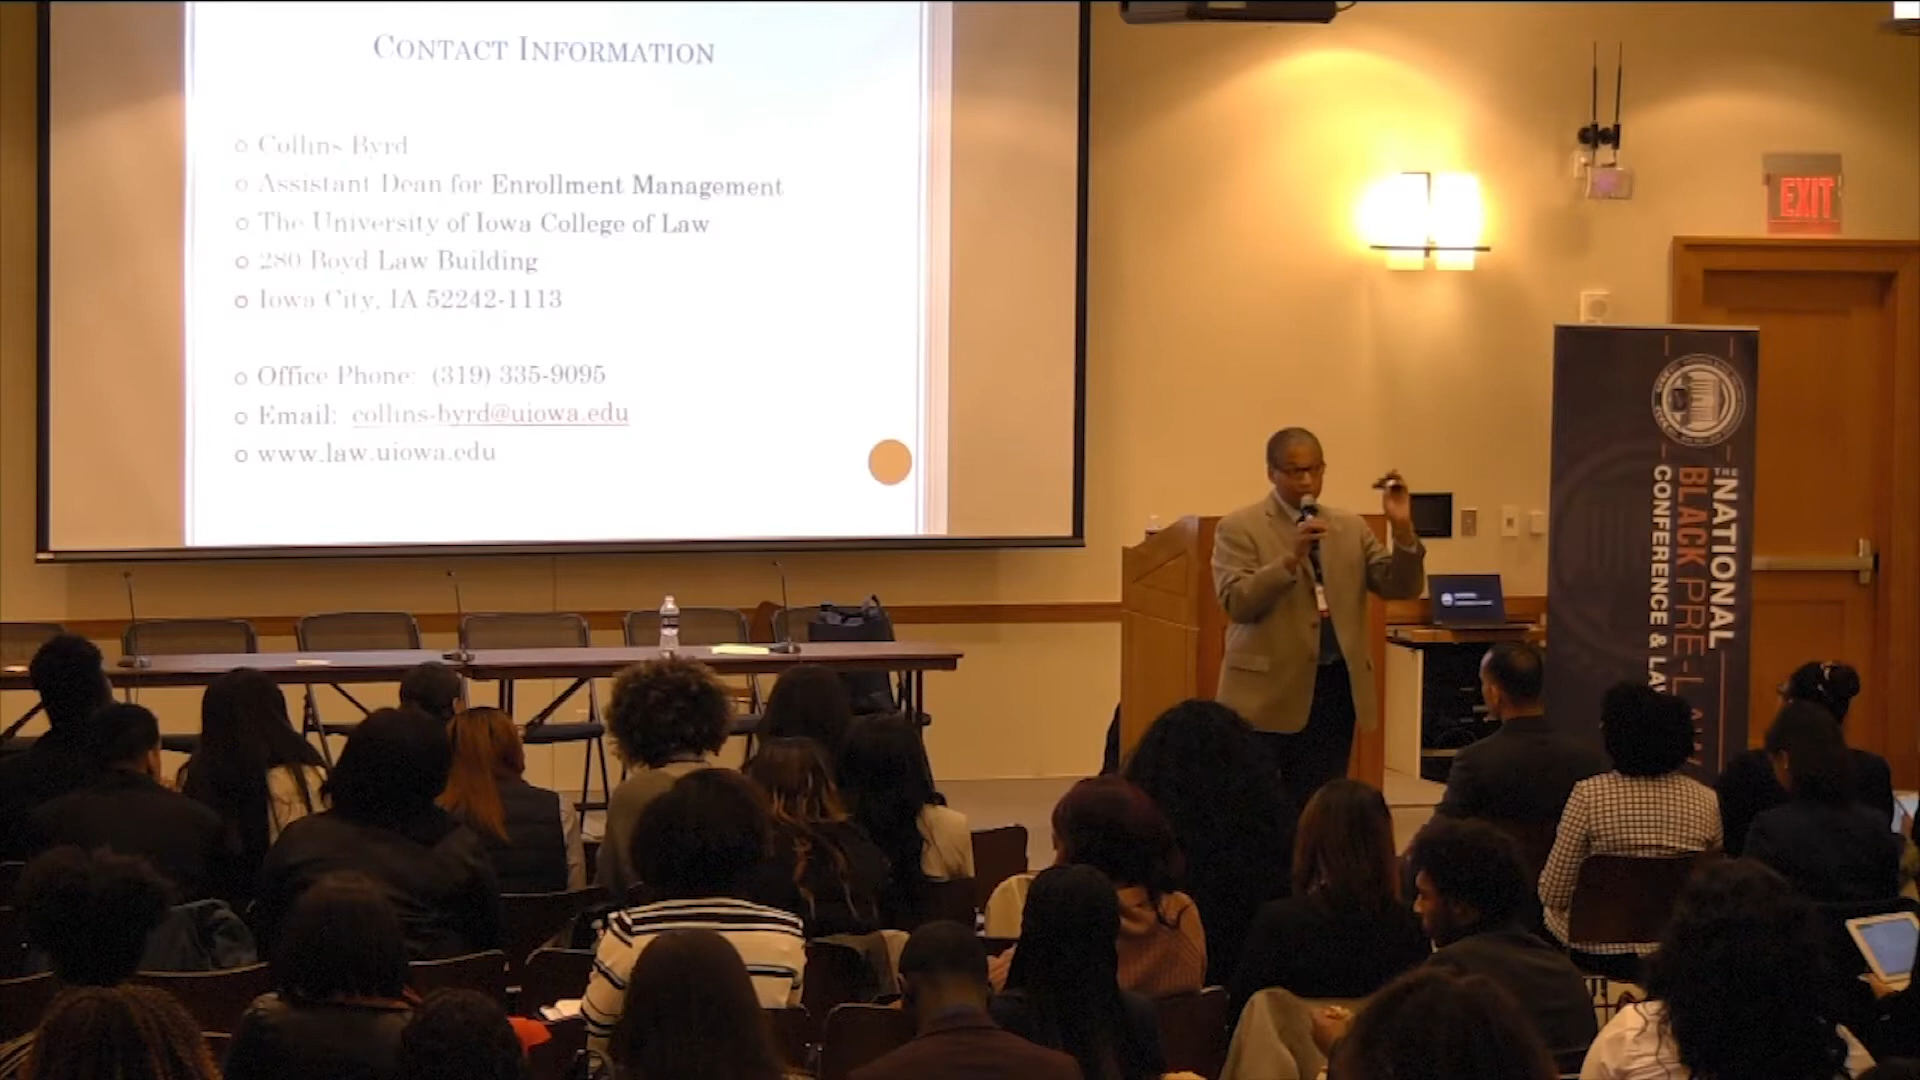 CONTACT INFORMATION
Collins Byrd
Assistant Dean for Enrollment Management
The University of Iowa College of Law
280 Boyd Law Building
Iowa City, IA 52242-1113
Office Phone: (319) 335-9095
Email: collins-byrd@uiowa.edu
www.law.uiowa.edu
EXIT
THE NATIONAL
BLACK PRE-LAW
CONFERENCE & LAW